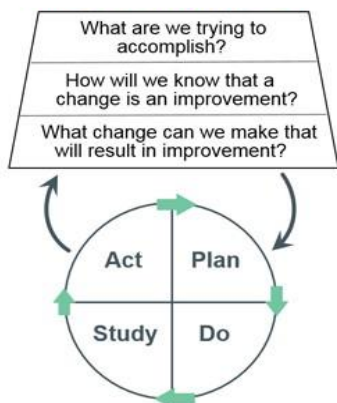 What are we trying to
accomplish?
How will we know that a
change is an improvement?
What change can we make that
will result in improvement?
Act
Plan
Study
Do